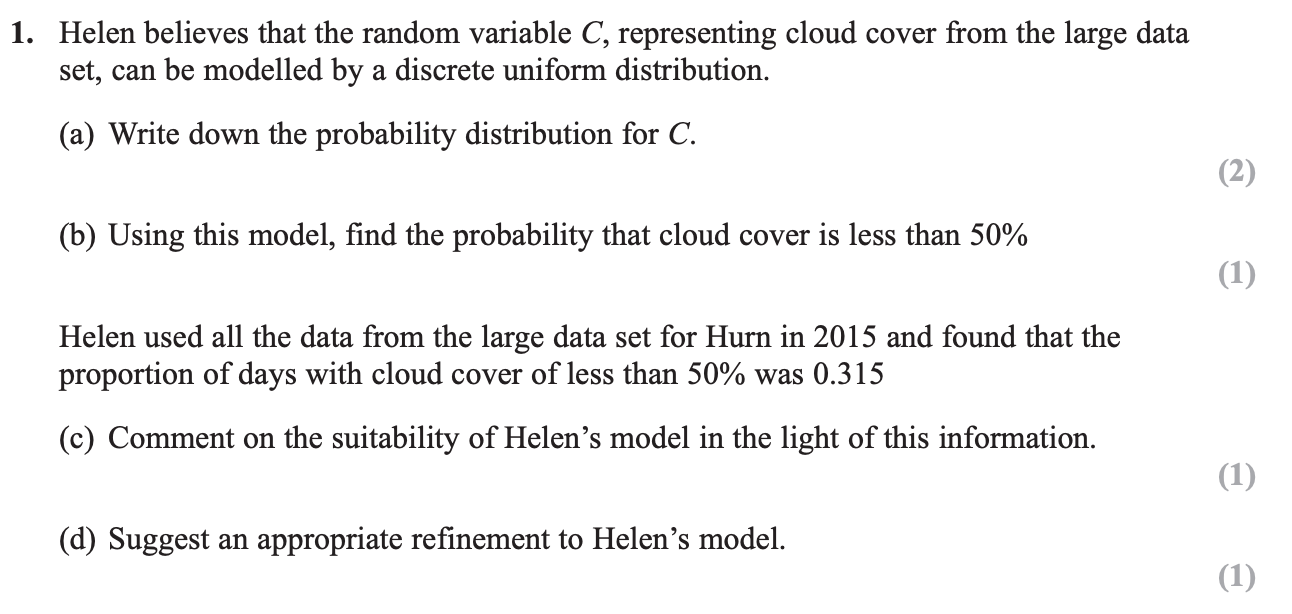 1. Helen believes that the random variable C, representing cloud cover from the large data
set, can be modelled by a discrete uniform distribution.
(a) Write down the probability distribution for C.
(2)
(b) Using this model, find the probability that cloud cover is less than 50%
(1)
Helen used all the data from the large data set for Hurn in 2015 and found that the
proportion of days with cloud cover of less than 50% was 0.315
(c) Comment on the suitability of Helen’s model in the light of this information.
(1)
(d) Suggest an appropriate refinement to Helen’s model.
(1)